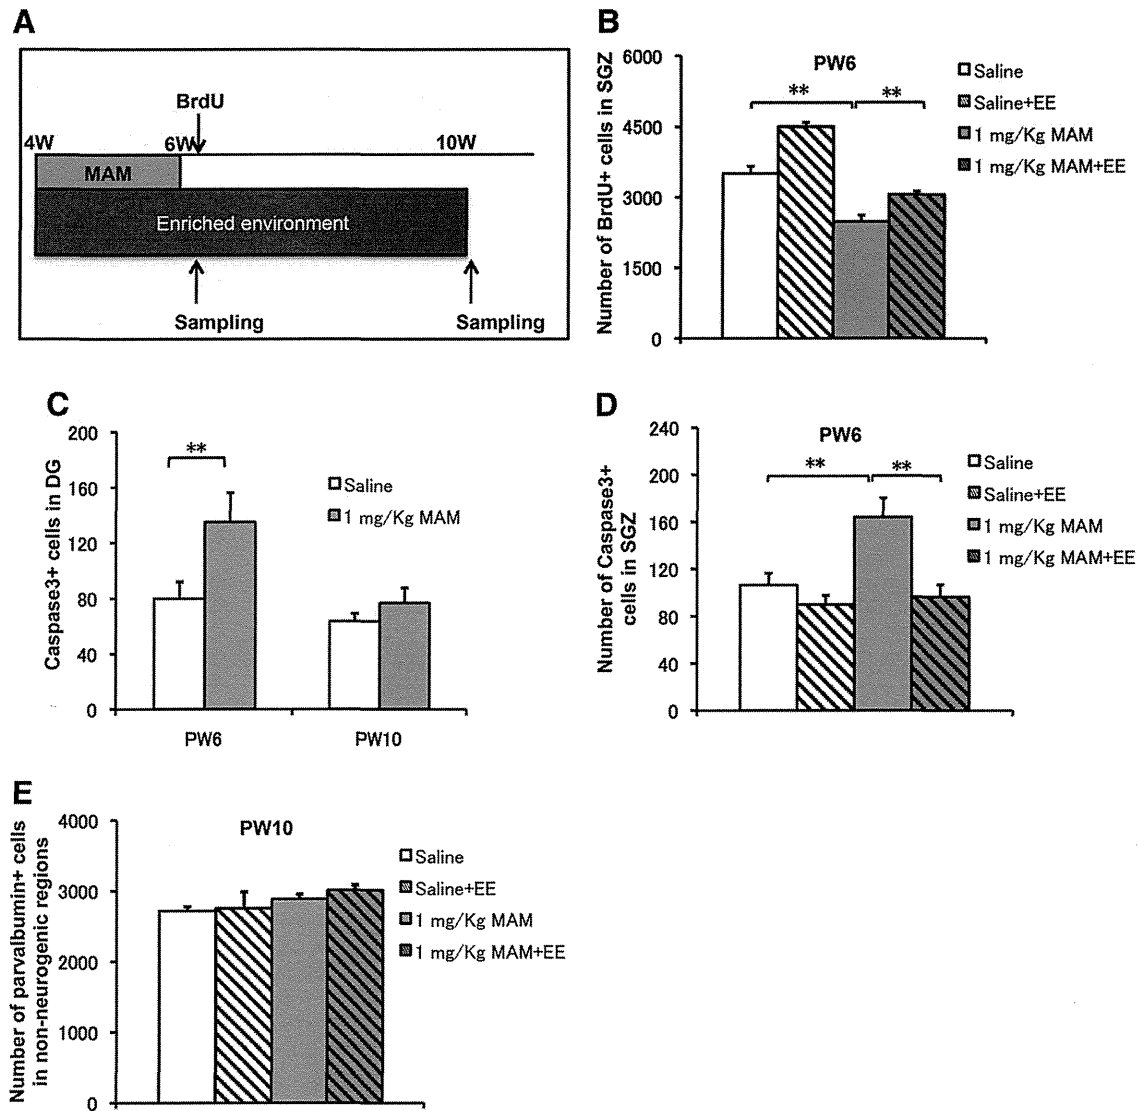 A
BrdU
4W
6W
10W
MAM
Enriched environment
Sampling
Sampling
B
PW6
Number of BrdU+ cells in SGZ
6000
4500
3000
1500
0
**
**
Saline
Saline+EE
1 mg/Kg MAM
1 mg/Kg MAM+EE
C
Caspase3+ cells in DG
200
160
120
80
40
0
**
Saline
1 mg/Kg MAM
PW6
PW10
D
PW6
Number of Caspase3+
cells in SGZ
240
200
160
120
80
40
0
**
**
Saline
Saline+EE
1 mg/Kg MAM
1 mg/Kg MAM+EE
E
PW10
Number of parvalbumin+ cells
in non-neurogenic regions
4000
3000
2000
1000
0
Saline
Saline+EE
1 mg/Kg MAM
1 mg/Kg MAM+EE